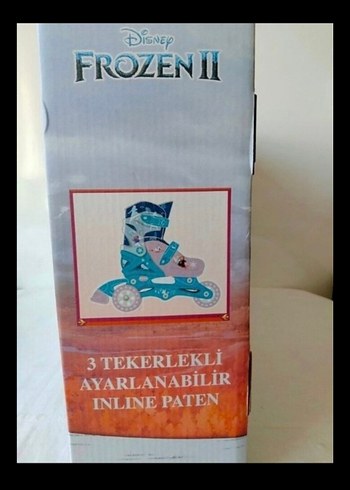 Disney
FROZEN II
3 TEKERLEKLİ
AYARLANABİLİR
INLINE PATEN